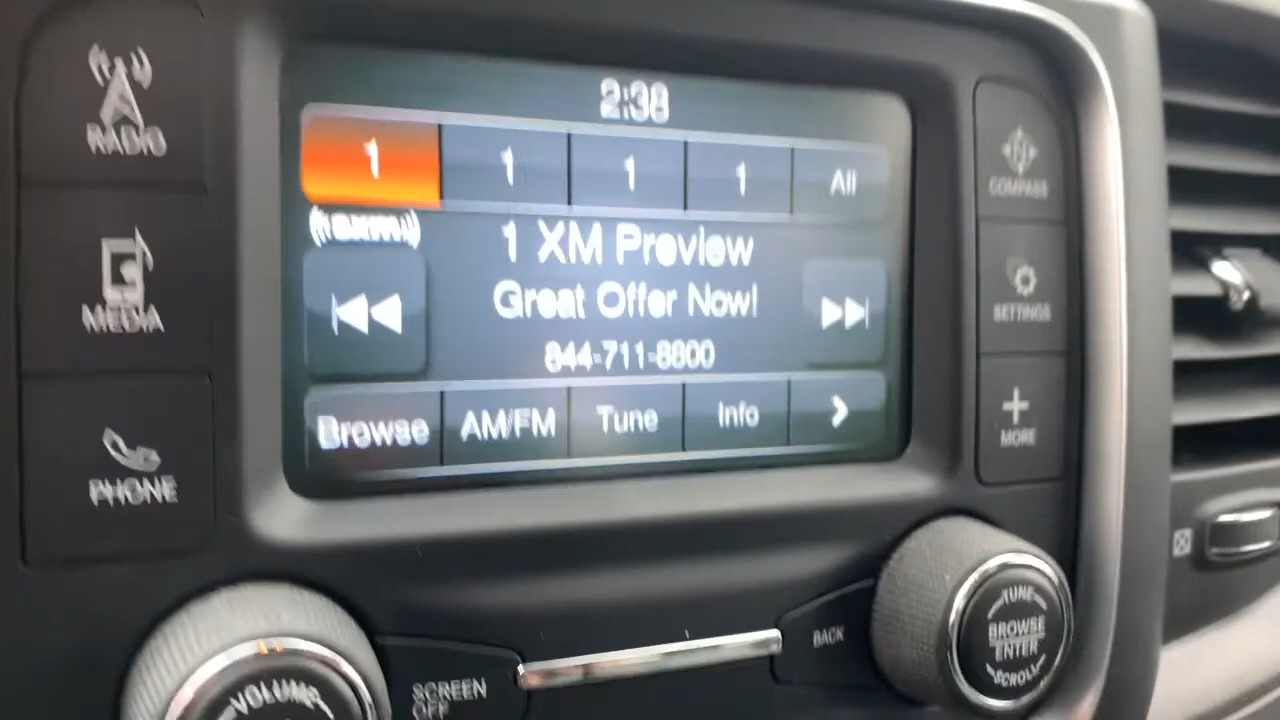 2:38
1 1 1 1 All
((SiriusXM))
1 XM Preview
Great Offer Now!
844-711-8800
Browse AM/FM Tune Info
RADIO
MEDIA
PHONE
COMPASS
SETTINGS
MORE
VOLUME
SCREEN
OFF
BACK
TUNE
BROWSE
ENTER
SCROLL